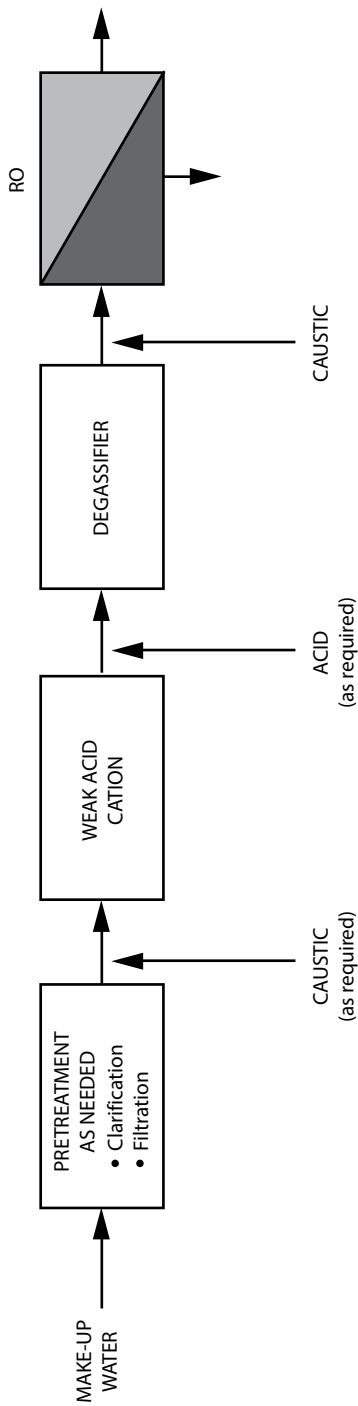 MAKE-UP
WATER
PRETREATMENT
AS NEEDED
• Clarification
• Filtration
CAUSTIC
(as required)
WEAK ACID
CATION
ACID
(as required)
DEGASSIFIER
CAUSTIC
RO